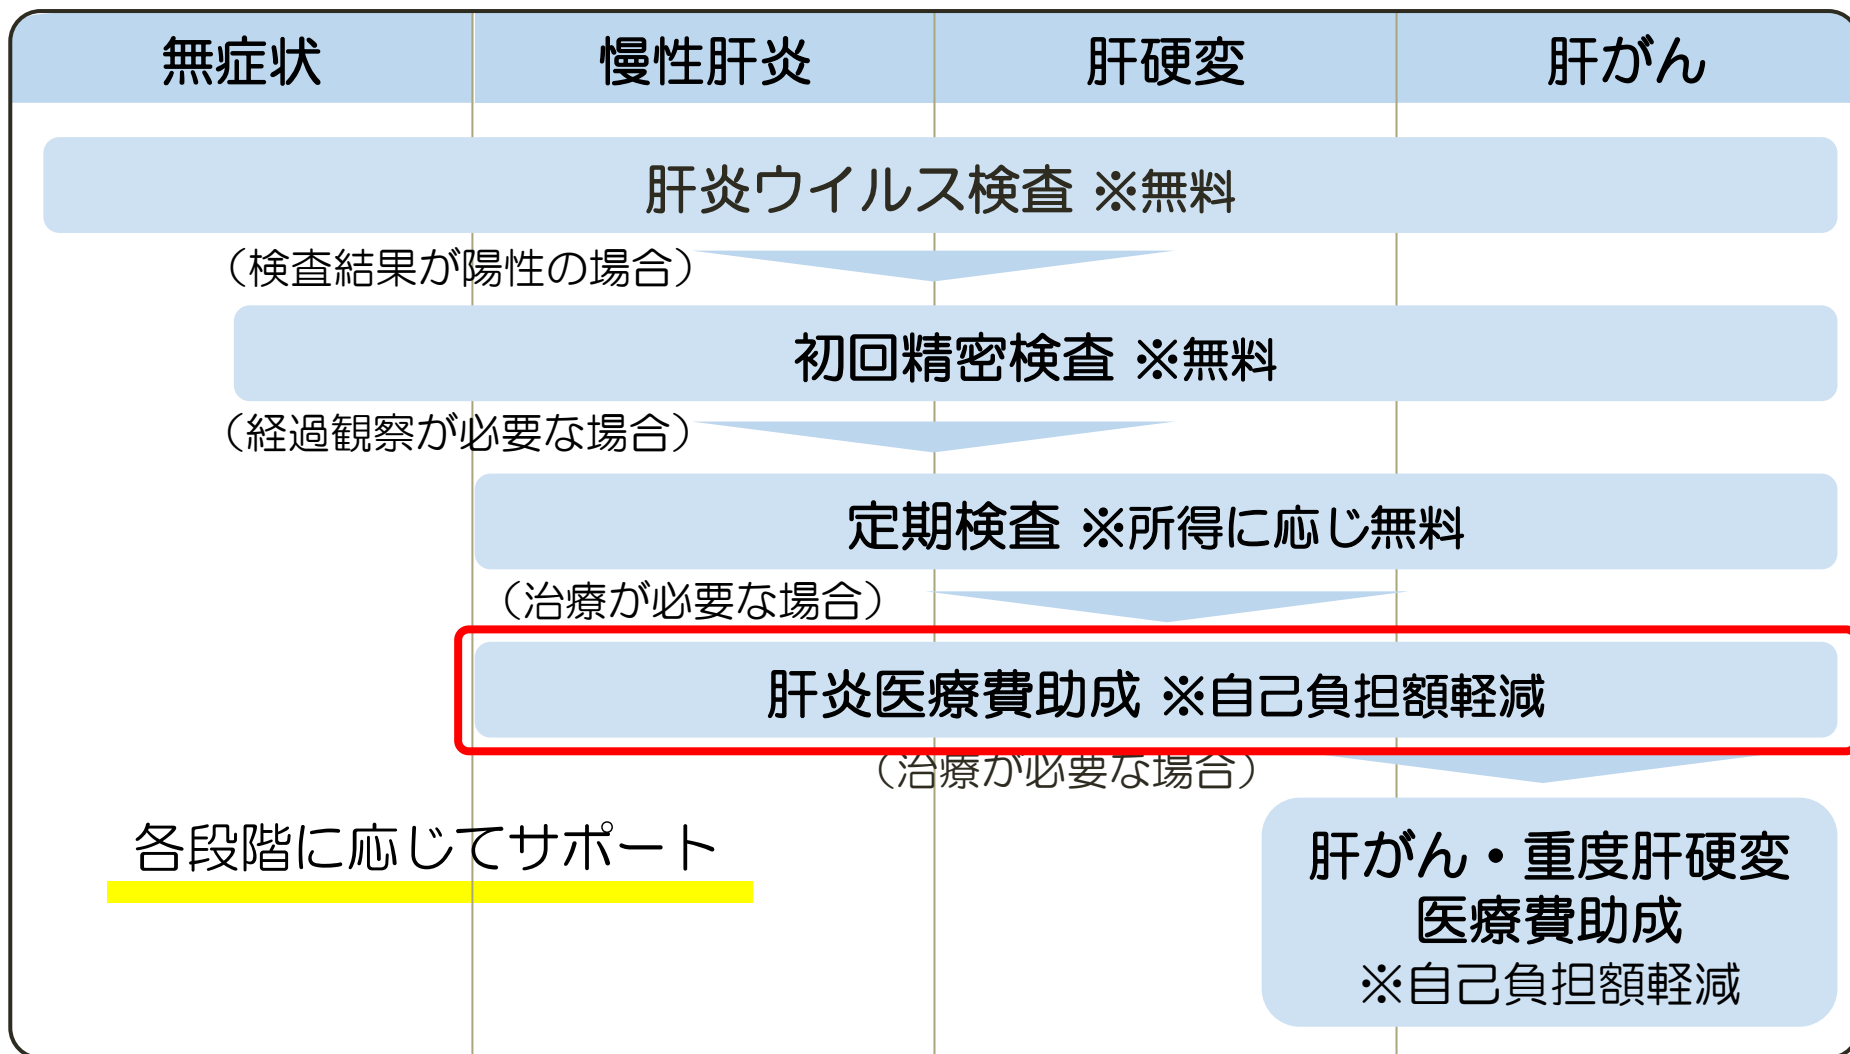 無症状
慢性肝炎
肝硬変
肝がん
肝炎ウイルス検査 ※無料
（検査結果が陽性の場合）
初回精密検査 ※無料
（経過観察が必要な場合）
定期検査 ※所得に応じ無料
（治療が必要な場合）
肝炎医療費助成 ※自己負担額軽減
（治療が必要な場合）
各段階に応じてサポート
肝がん・重度肝硬変
医療費助成
※自己負担額軽減